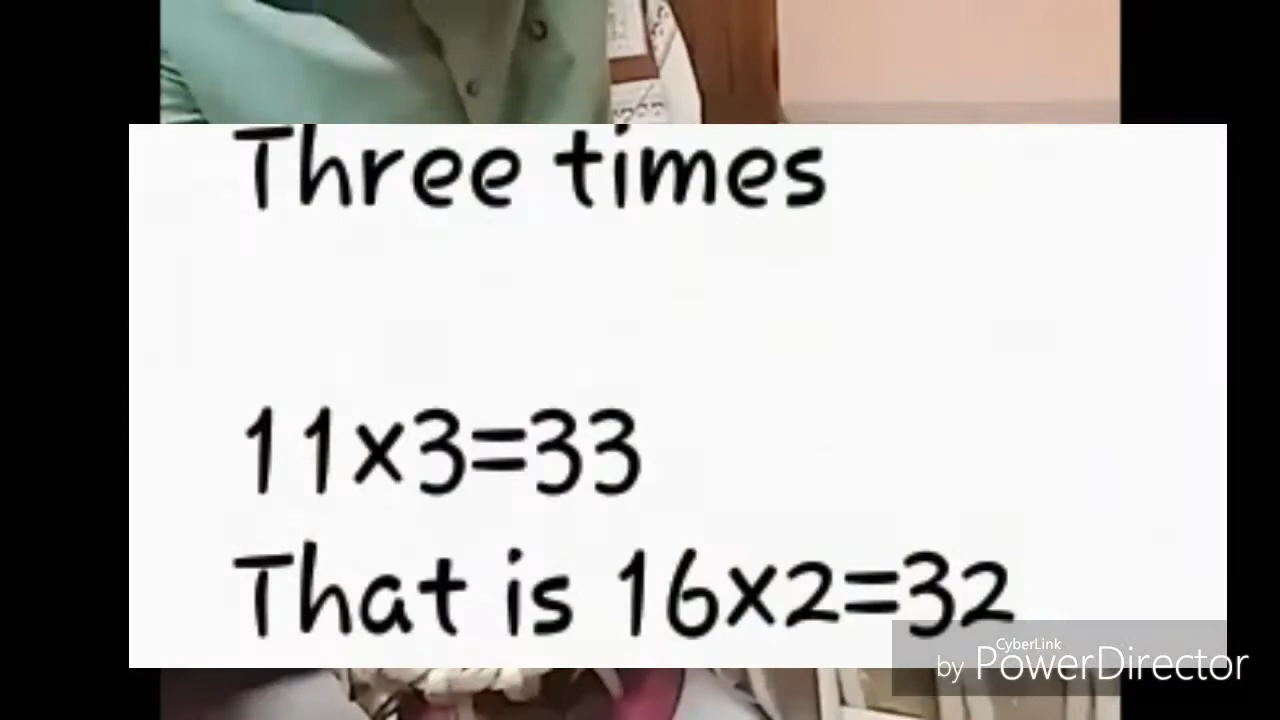 Three times
11x3=33
That is 16x2=32
CyberLink
by PowerDirector